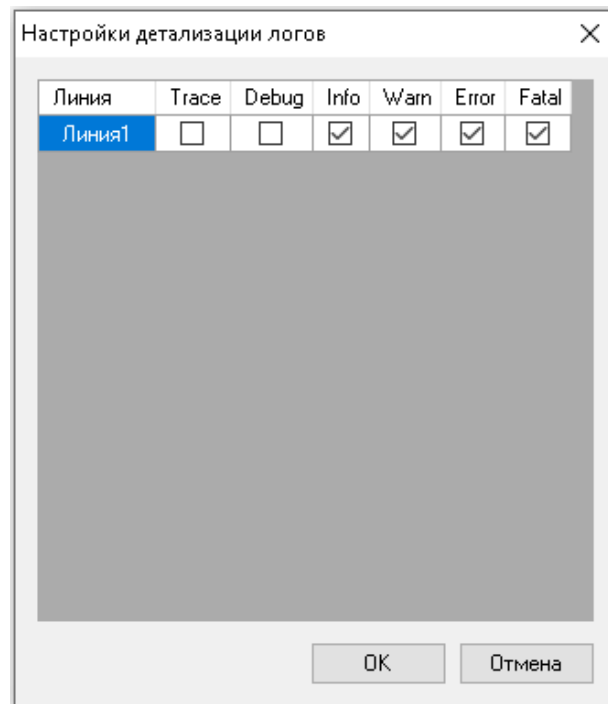 Настройки детализации логов
Линия Trace Debug Info Warn Error Fatal
Линия1
OK Отмена